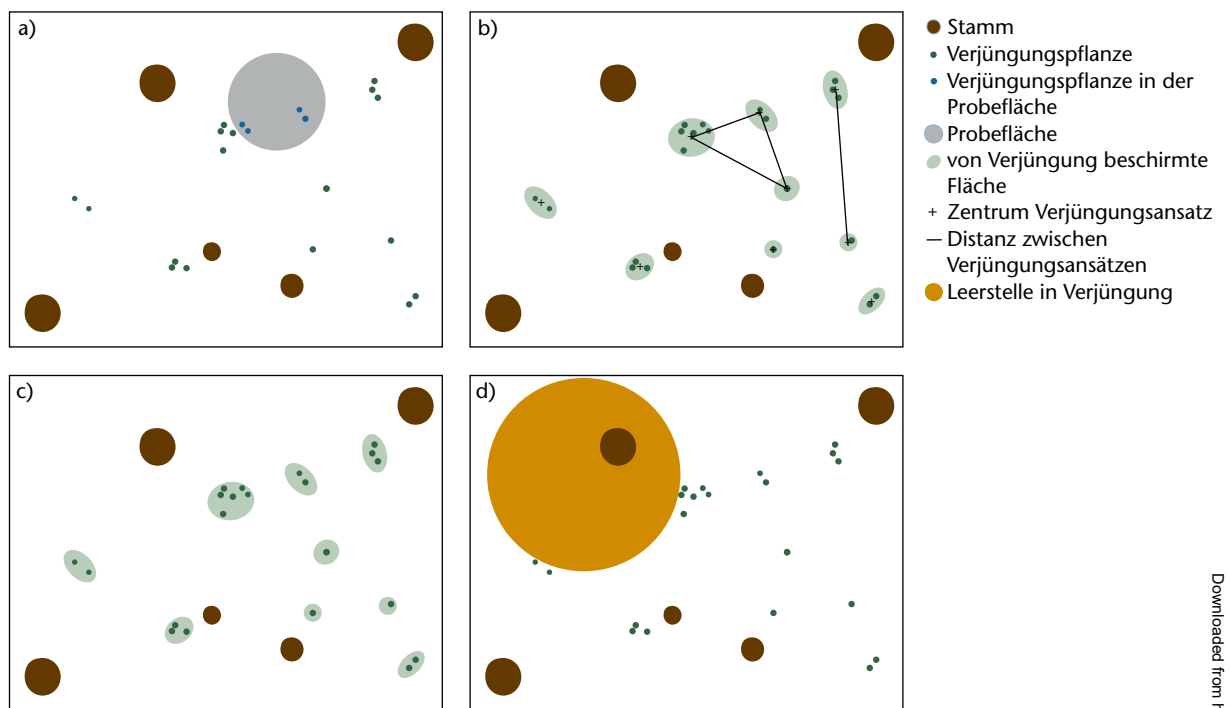 a)
b)
c)
d)
Stamm
Verjüngungspflanze
Verjüngungspflanze in der
Probefläche
Probefläche
von Verjüngung beschirmte
Fläche
+ Zentrum Verjüngungsansatz
— Distanz zwischen
Verjüngungsansätzen
Leerstelle in Verjüngung
Downloaded from h